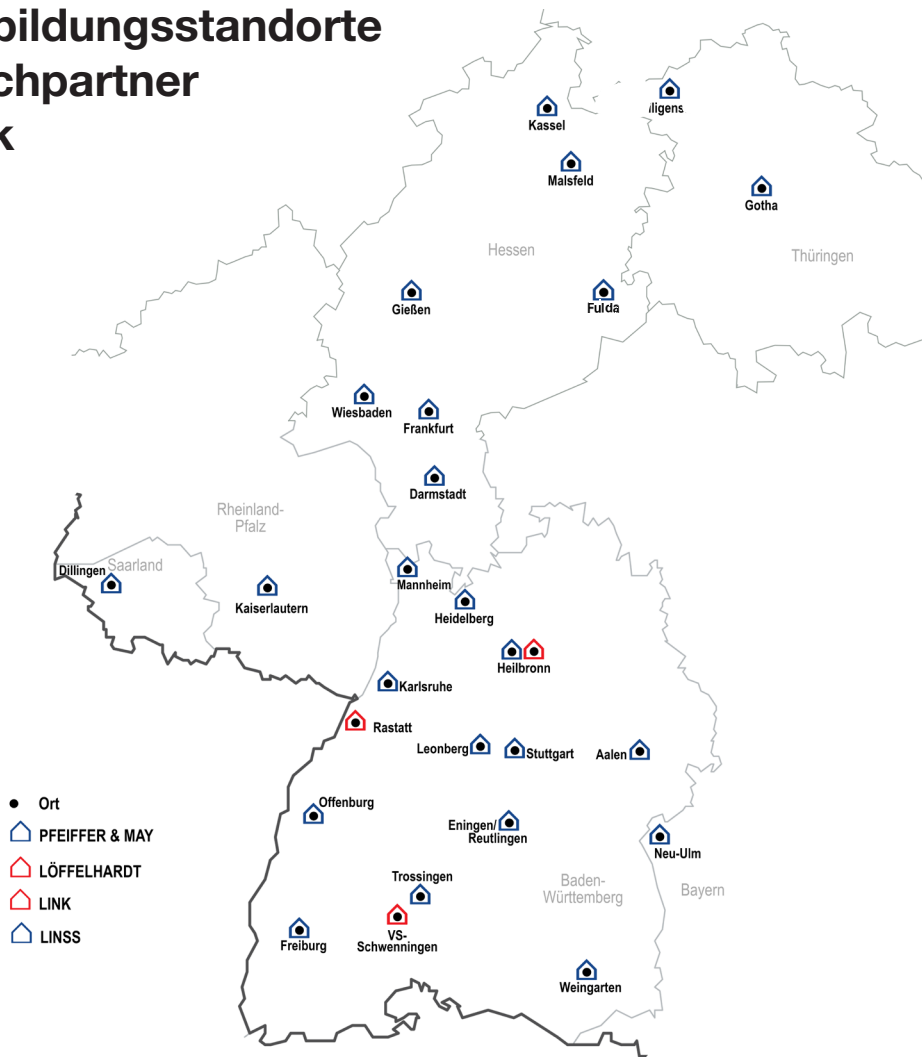 bildungsstandorte
chpartner
k
Kassel
ligens
Malsfeld
Gotha
Hessen
Thüringen
Gießen
Fulda
Wiesbaden
Frankfurt
Darmstadt
Rheinland-
Pfalz
Saarland
Dillingen
Kaiserlautern
Mannheim
Heidelberg
Heilbronn
Karlsruhe
Rastatt
Leonberg
Stuttgart
Aalen
Offenburg
Eningen/
Reutlingen
Neu-Ulm
Trossingen
Baden-
Württemberg
Bayern
VS-
Schwenningen
Freiburg
Weingarten
Ort
PFEIFFER & MAY
LÖFFELHARDT
LINK
LINSS